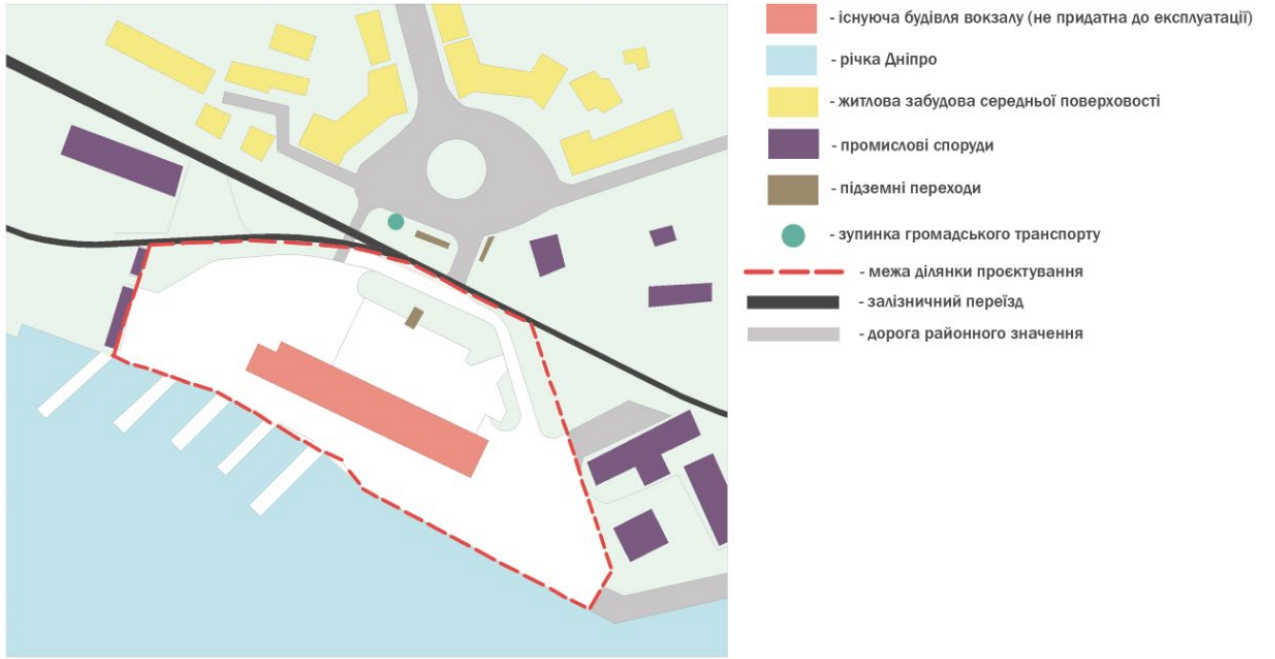 - існуюча будівля вокзалу (не придатна до експлуатації)
- річка Дніпро
- житлова забудова середньої поверховості
- промислові споруди
- підземні переходи
- зупинка громадського транспорту
- межа ділянки проєктування
- залізничний переїзд
- дорога районного значення